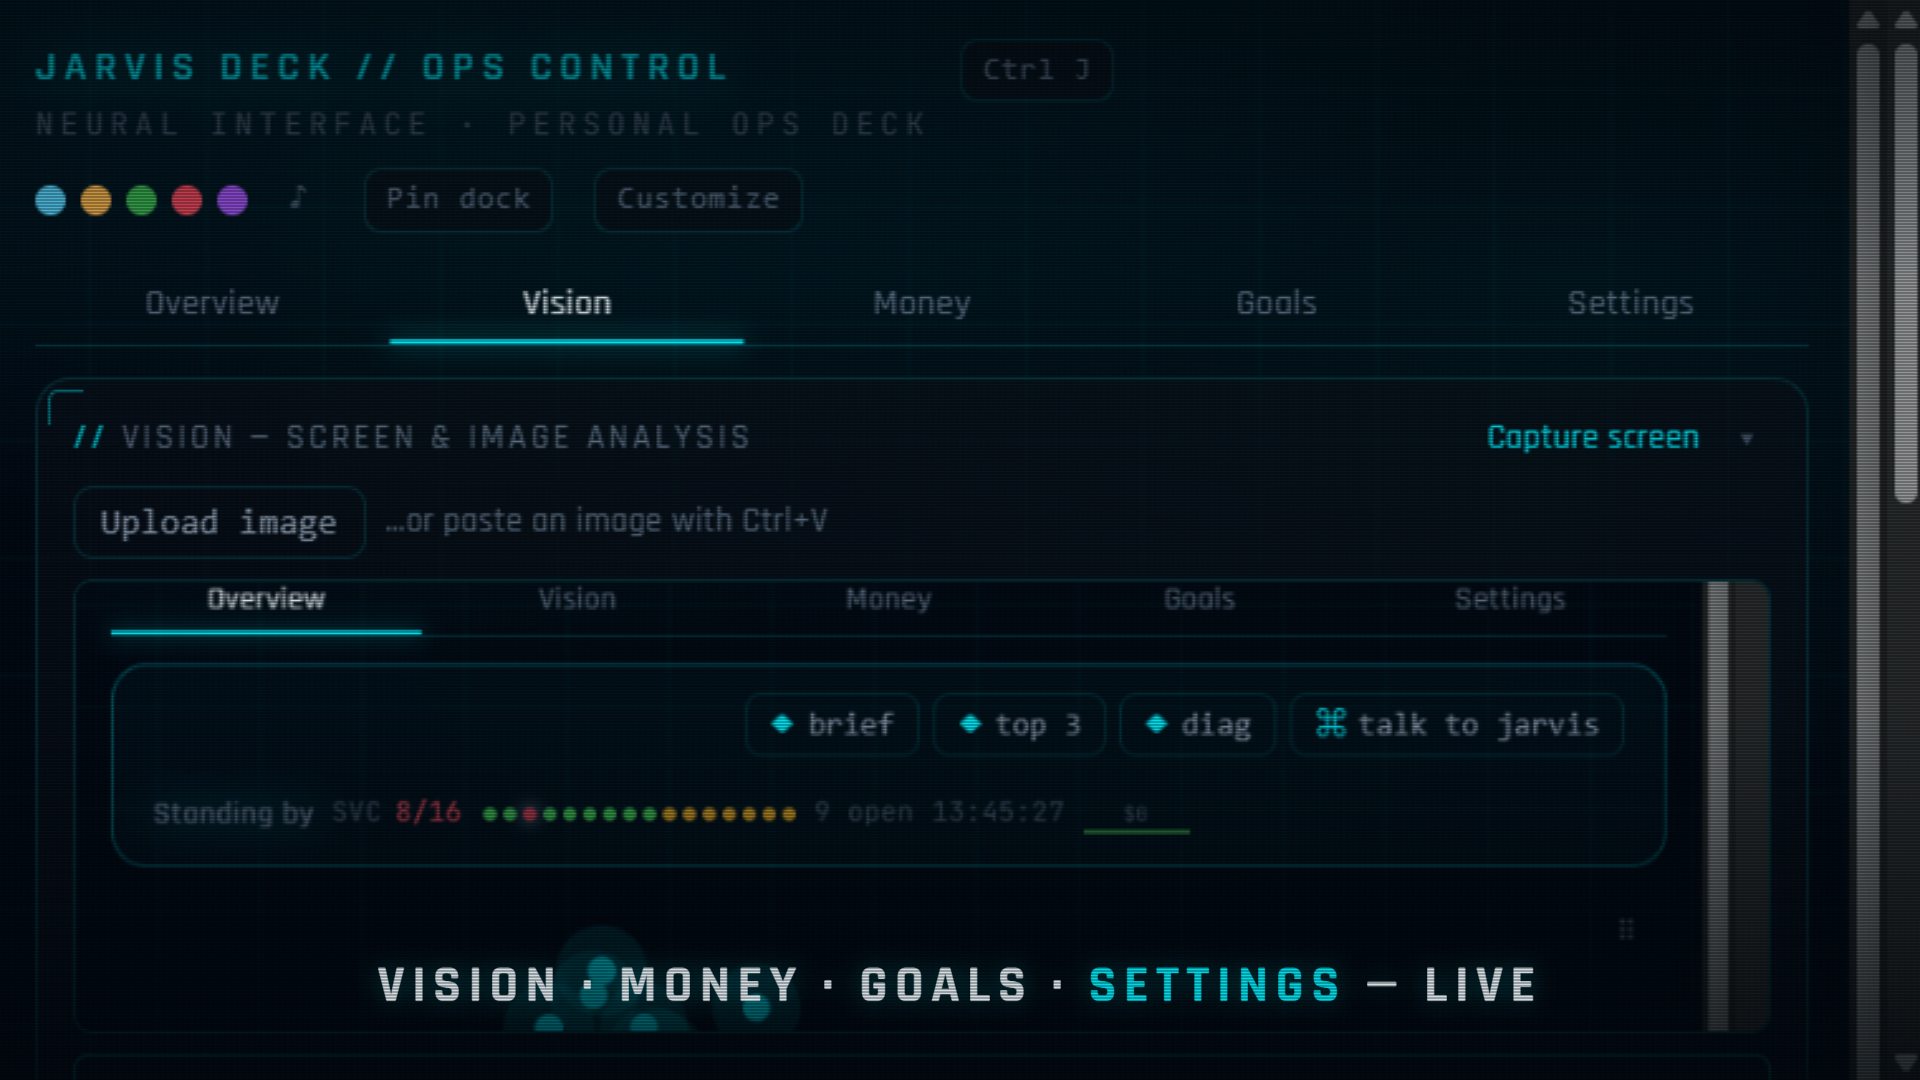 JARVIS DECK // OPS CONTROL
Ctrl J
NEURAL INTERFACE · PERSONAL OPS DECK
♪ Pin dock Customize
Overview Vision Money Goals Settings
// VISION — SCREEN & IMAGE ANALYSIS Capture screen ▾
Upload image ...or paste an image with Ctrl+V
Overview Vision Money Goals Settings
◆ brief ◆ top 3 ◆ diag ⌘ talk to jarvis
Standing by SVC 8/16 9 open 13:45:27 $0
VISION · MONEY · GOALS · SETTINGS — LIVE